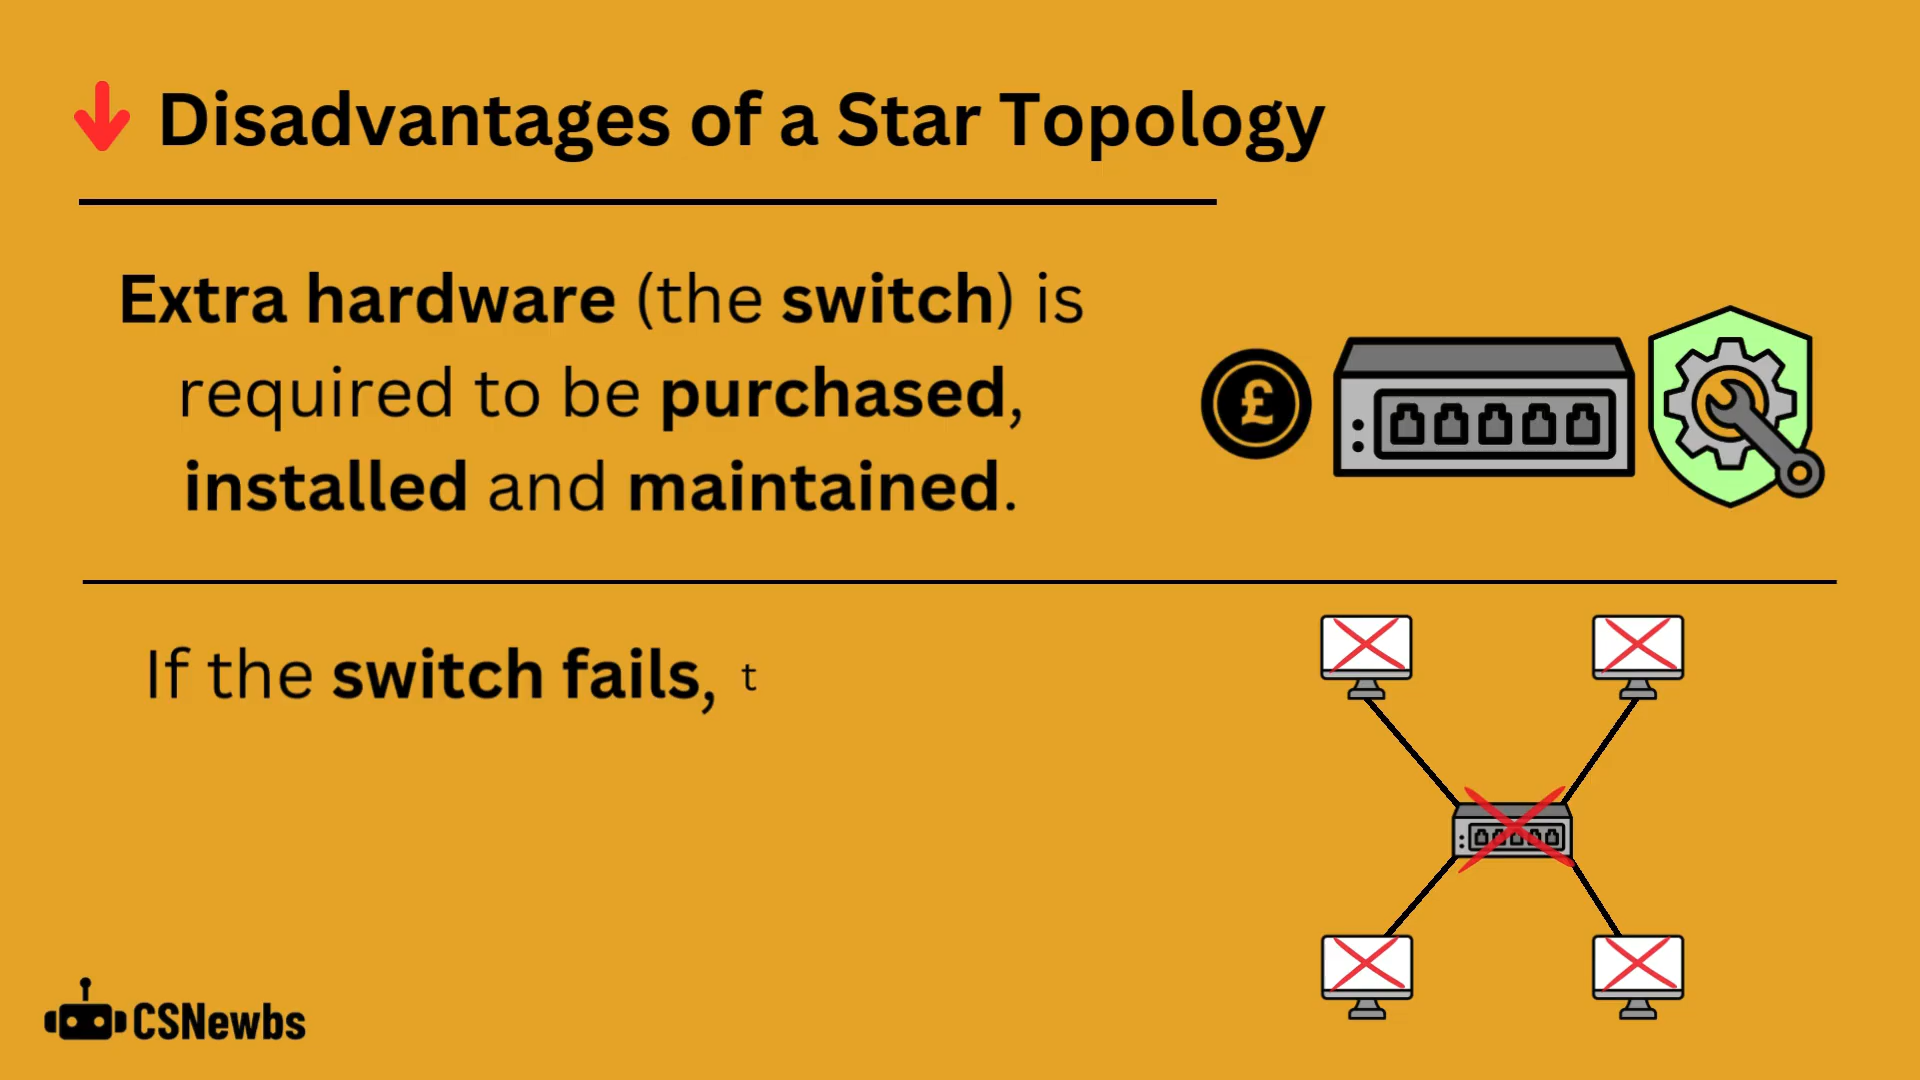 Disadvantages of a Star Topology
Extra hardware (the switch) is
required to be purchased,
installed and maintained.
£
If the switch fails, t
CSNewbs